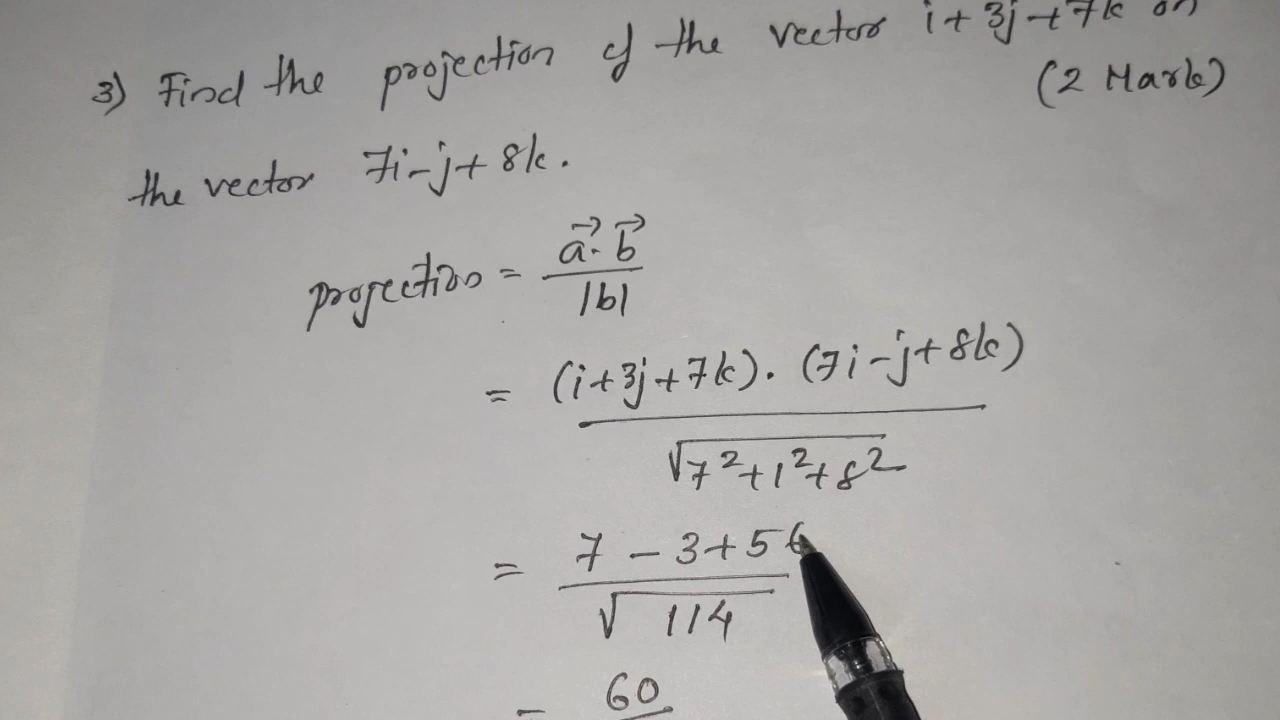 3) Find the projection of the vector i + 3j + 7k on
(2 Mark)
the vector 7i - j + 8k.
projection = a⃗. b⃗ / |b|
= (i + 3j + 7k). (7i - j + 8k) / √7² + 1² + 8²
= 7 - 3 + 56 / √114
= 60